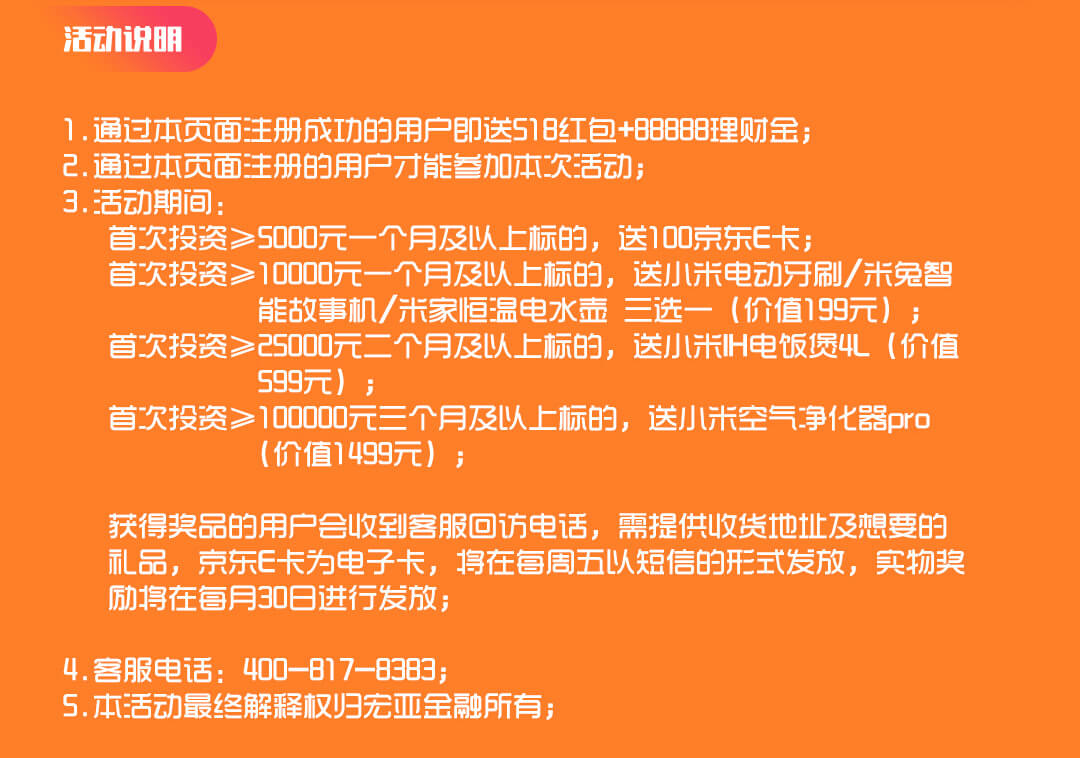 活动说明
1.通过本页面注册成功的用户即送518红包+88888理财金；
2.通过本页面注册的用户才能参加本次活动；
3.活动期间：
首次投资≥5000元一个月及以上标的，送100京东E卡；
首次投资≥10000元一个月及以上标的，送小米电动牙刷/米兔智
能故事机/米家恒温电水壶 三选一（价值199元）；
首次投资≥25000元二个月及以上标的，送小米IH电饭煲4L（价值
599元）；
首次投资≥100000元三个月及以上标的，送小米空气净化器pro
（价值1499元）；
获得奖品的用户会收到客服回访电话，需提供收货地址及想要的
礼品，京东E卡为电子卡，将在每周五以短信的形式发放，实物奖
励将在每月30日进行发放；
4.客服电话：400-817-8383；
5.本活动最终解释权归宏亚金融所有；